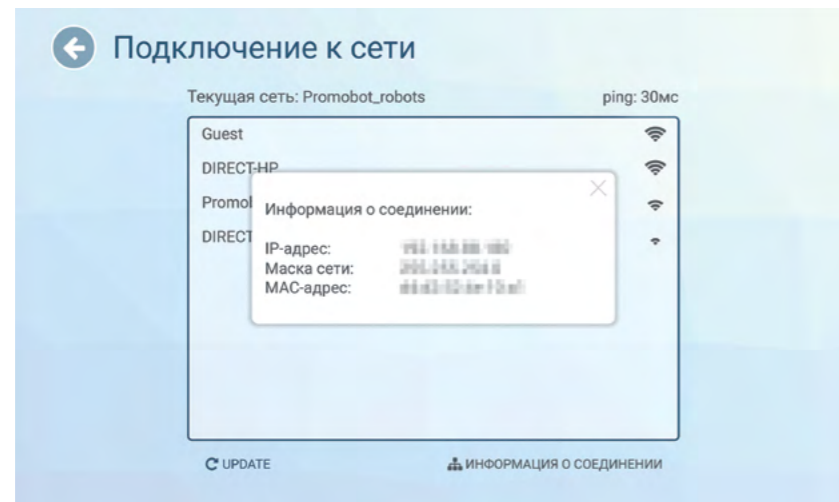 Подключение к сети
Текущая сеть: Promobot_robots ping: 30мс
Guest
DIRECT-HP
Promo
DIRECT
Информация о соединении:
IP-адрес:
Маска сети:
MAC-адрес:
UPDATE ИНФОРМАЦИЯ О СОЕДИНЕНИИ